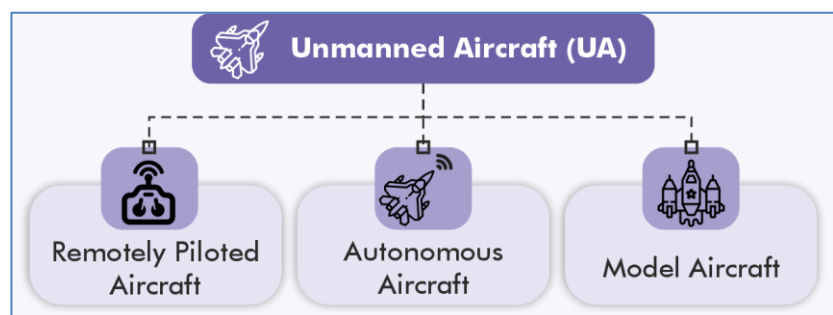 Unmanned Aircraft (UA)
Remotely Piloted
Aircraft
Autonomous
Aircraft
Model Aircraft